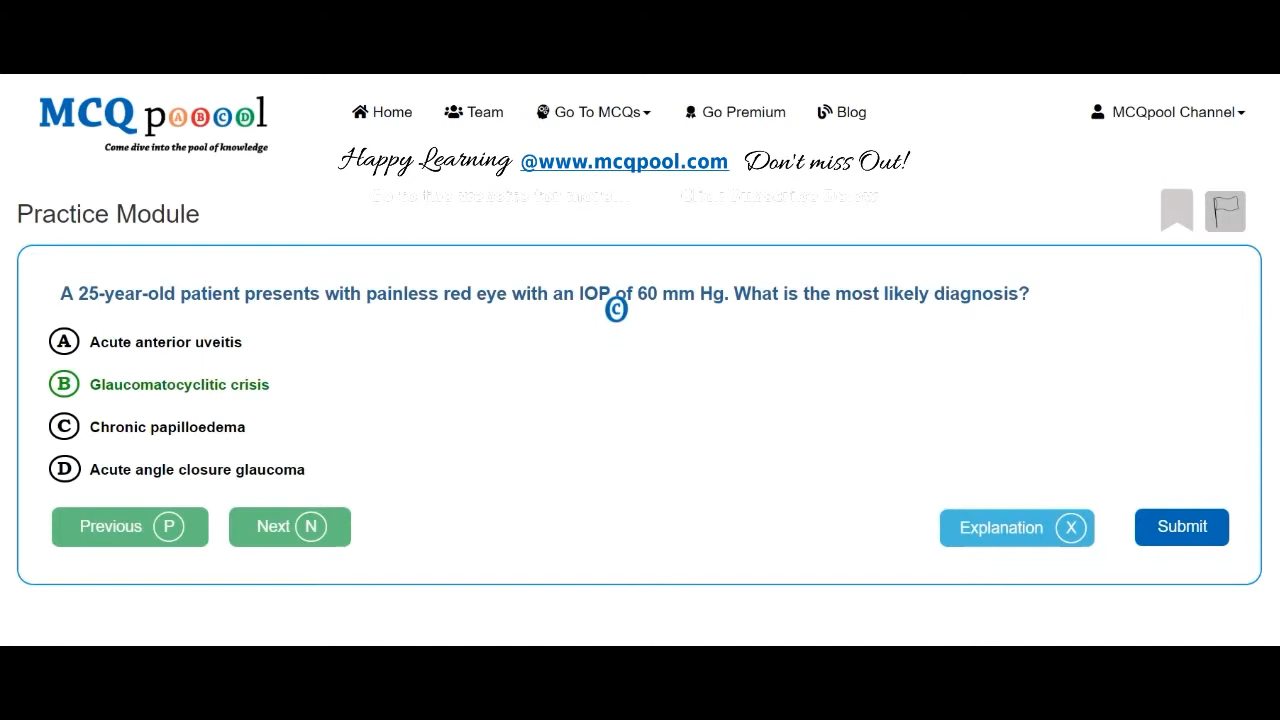 MCQ pABCDl
Come dive into the pool of knowledge
Home Team Go To MCQs Go Premium Blog MCQpool Channel
Happy Learning @www.mcqpool.com Don't miss Out!
Practice Module
A 25-year-old patient presents with painless red eye with an IOP of 60 mm Hg. What is the most likely diagnosis?
C
A Acute anterior uveitis
B Glaucomatocyclitic crisis
C Chronic papilloedema
D Acute angle closure glaucoma
Previous P Next N Explanation X Submit